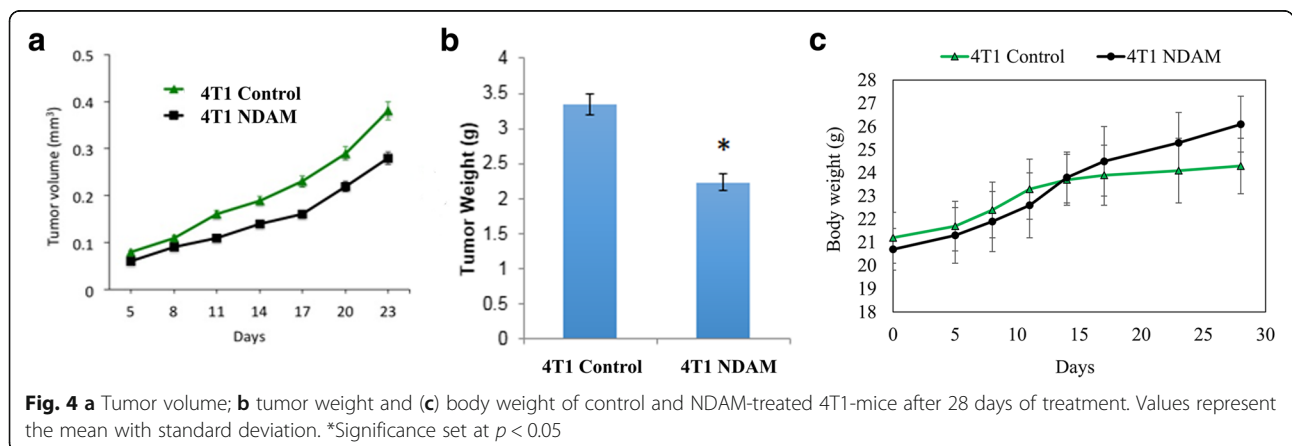 a
0.5
0.4
0.3
0.2
0.1
0
Tumor volume (mm³)
4T1 Control
4T1 NDAM
5 8 11 14 17 20 23
Days
b
4
3.5
3
2.5
2
1.5
1
0.5
0
Tumor Weight (g)
*
4T1 Control 4T1 NDAM
c
4T1 Control 4T1 NDAM
28
27
26
25
24
23
22
21
20
19
18
Body weight (g)
0 5 10 15 20 25 30
Days
Fig. 4 a Tumor volume; b tumor weight and (c) body weight of control and NDAM-treated 4T1-mice after 28 days of treatment. Values represent
the mean with standard deviation. *Significance set at p < 0.05